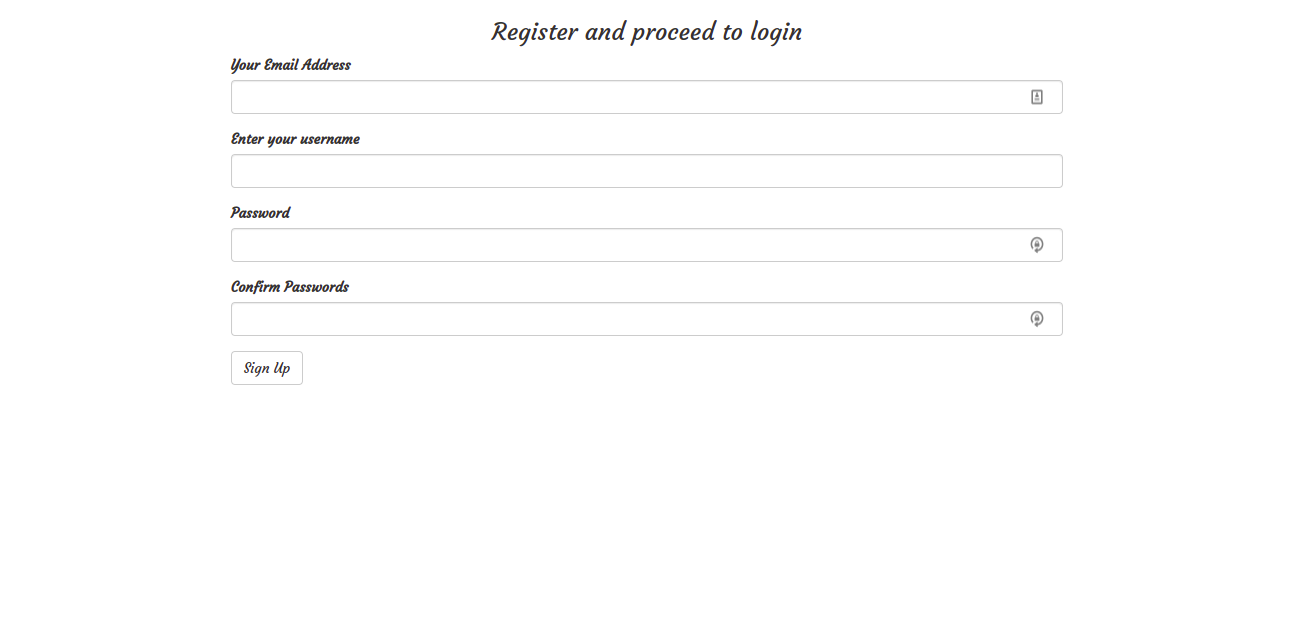 Register and proceed to login
Your Email Address
Enter your username
Password
Confirm Passwords
Sign Up